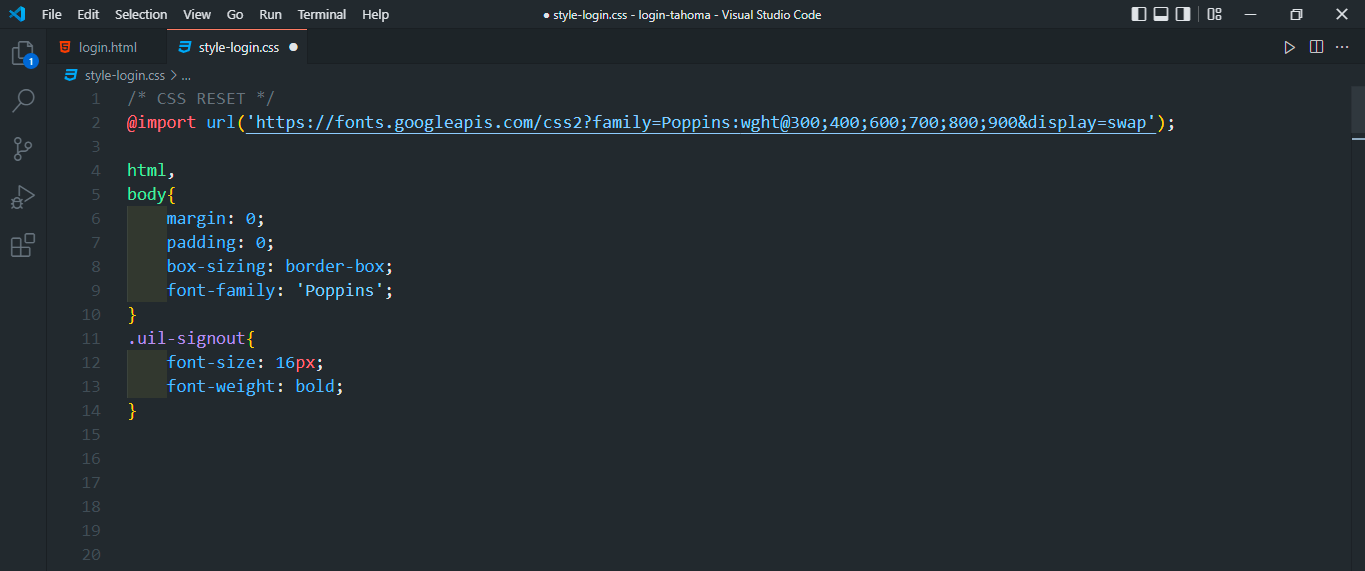 File Edit Selection View Go Run Terminal Help ● style-login.css - login-tahoma - Visual Studio Code
1
login.html style-login.css ●
style-login.css > ...
1 /* CSS RESET */
2 @import url('https://fonts.googleapis.com/css2?family=Poppins:wght@300;400;600;700;800;900&display=swap');
3
4 html,
5 body{
6 margin: 0;
7 padding: 0;
8 box-sizing: border-box;
9 font-family: 'Poppins';
10 }
11 .uil-signout{
12 font-size: 16px;
13 font-weight: bold;
14 }
15
16
17
18
19
20